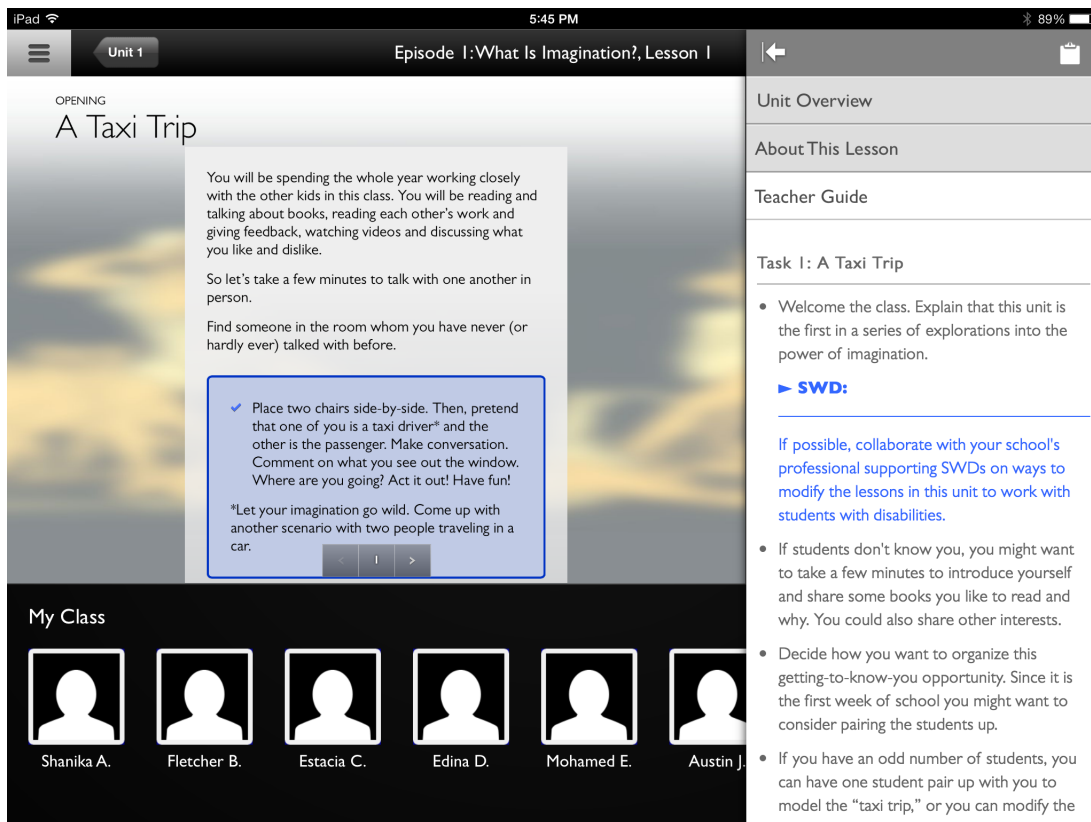 iPad
5:45 PM
89%
Unit 1
Episode 1: What Is Imagination?, Lesson 1
OPENING
A Taxi Trip
You will be spending the whole year working closely
with the other kids in this class. You will be reading and
talking about books, reading each other's work and
giving feedback, watching videos and discussing what
you like and dislike.
So let's take a few minutes to talk with one another in
person.
Find someone in the room whom you have never (or
hardly ever) talked with before.
Place two chairs side-by-side. Then, pretend
that one of you is a taxi driver* and the
other is the passenger. Make conversation.
Comment on what you see out the window.
Where are you going? Act it out! Have fun!
*Let your imagination go wild. Come up with
another scenario with two people traveling in a
car.
< 1 >
My Class
Shanika A.
Fletcher B.
Estacia C.
Edina D.
Mohamed E.
Austin J.
Unit Overview
About This Lesson
Teacher Guide
Task 1: A Taxi Trip
• Welcome the class. Explain that this unit is
the first in a series of explorations into the
power of imagination.
► SWD:
If possible, collaborate with your school's
professional supporting SWDs on ways to
modify the lessons in this unit to work with
students with disabilities.
• If students don't know you, you might want
to take a few minutes to introduce yourself
and share some books you like to read and
why. You could also share other interests.
• Decide how you want to organize this
getting-to-know-you opportunity. Since it is
the first week of school you might want to
consider pairing the students up.
• If you have an odd number of students, you
can have one student pair up with you to
model the “taxi trip,” or you can modify the